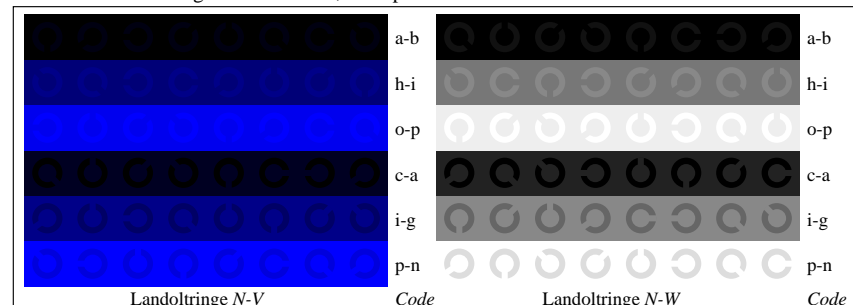 a-b a-b
h-i h-i
o-p o-p
c-a c-a
i-g i-g
p-n p-n
Landoltringe N-V Code Landoltringe N-W Code